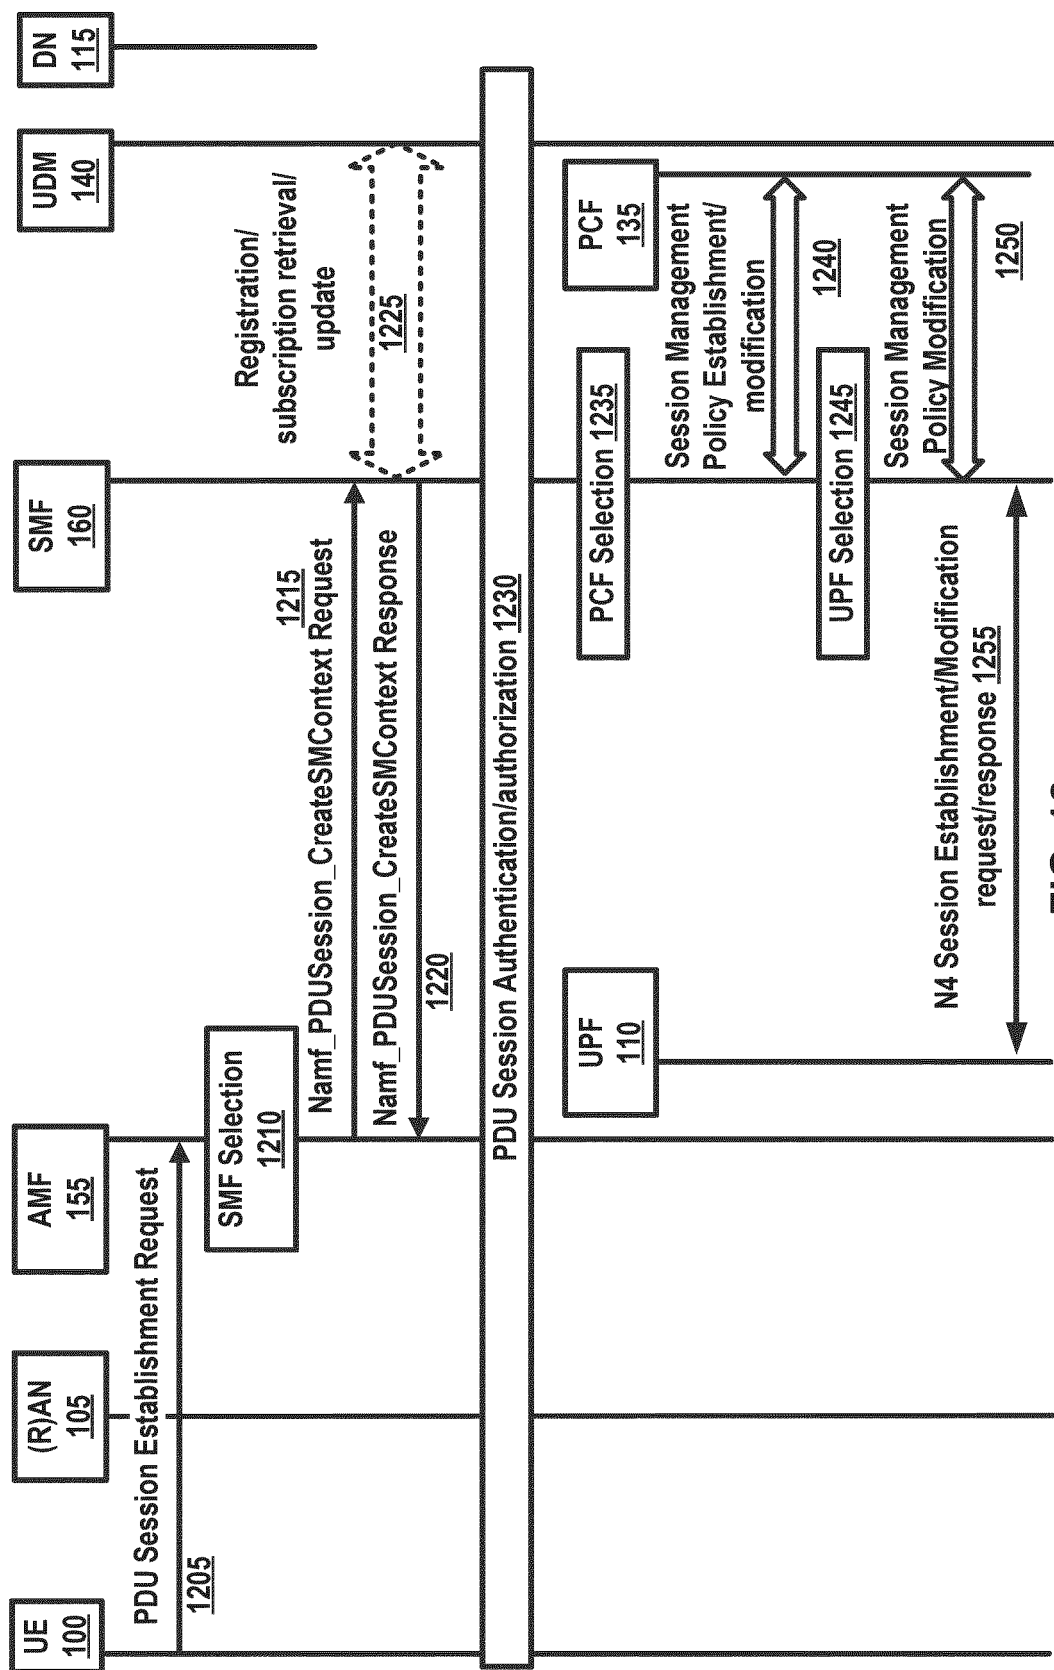 UE
100
(R)AN
105
AMF
155
SMF
160
UDM
140
DN
115
PDU Session Establishment Request
1205
SMF Selection
1210
1215
Namf_PDUSession_CreateSMContext Request
Namf_PDUSession_CreateSMContext Response
1220
Registration/
subscription retrieval/
update
1225
PDU Session Authentication/authorization 1230
UPF
110
PCF Selection 1235
PCF
135
Session Management
Policy Establishment/
modification
1240
UPF Selection 1245
Session Management
Policy Modification
1250
N4 Session Establishment/Modification
request/response 1255